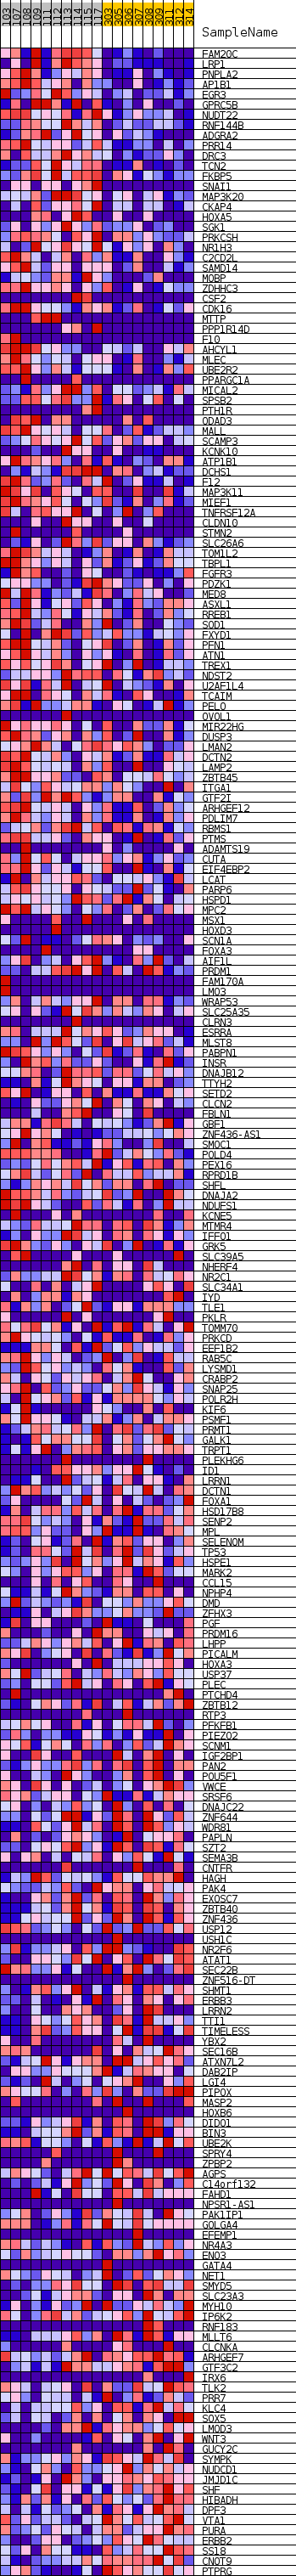 103 107 108 109 111 112 113 114 115 117 303 305 306 307 308 309 311 312 314
SampleName
FAM20C
LRP1
PNPLA2
AP1B1
EGR3
GPRC5B
NUDT22
RNF144B
ADGRA2
PRR14
DRC3
TCN2
FKBP5
SNAI1
MAP3K20
CKAP4
HOXA5
SGK1
PRKCSH
NR1H3
C2CD2L
SAMD14
MOBP
ZDHHC3
CSF2
CDK16
MTTP
PPP1R14D
F10
AHCYL1
MLEC
UBE2R2
PPARGC1A
MICAL2
SPSB2
PTH1R
ODAD3
MALL
SCAMP3
KCNK10
ATP1B1
DCHS1
F12
MAP3K11
MIEF1
TNFRSF12A
CLDN10
STMN2
SLC26A6
TOM1L2
TBPL1
FGFR3
PDZK1
MED8
ASXL1
RREB1
SOD1
FXYD1
PFN1
ATN1
TREX1
NDST2
U2AF1L4
TCAIM
PELO
OVOL1
MIR22HG
DUSP3
LMAN2
DCTN2
LAMP2
ZBTB45
ITGA1
GTF2I
ARHGEF12
PDLIM7
RBMS1
PTMS
ADAMTS19
CUTA
EIF4EBP2
LCAT
PARP6
HSPD1
MPC2
MSX1
HOXD3
SCN1A
FOXA3
AIF1L
PRDM1
FAM170A
LMO3
WRAP53
SLC25A35
CLRN3
ESRRA
MLST8
PABPN1
INSR
DNAJB12
TTYH2
SETD2
CLCN2
FBLN1
GBF1
ZNF436-AS1
SMOC1
POLD4
PEX16
RPRD1B
SHFL
DNAJA2
NDUFS1
KCNE5
MTMR4
IFFO1
GRK5
SLC39A5
NHERF4
NR2C1
SLC34A1
IYD
TLE1
PKLR
TOMM70
PRKCD
EEF1B2
RAB5C
LYSMD1
CRABP2
SNAP25
POLR2H
KIF6
PSMF1
PRMT1
GALK1
TRPT1
PLEKHG6
ID1
LRRN1
DCTN1
FOXA1
HSD17B8
SENP2
MPL
SELENOM
TP53
HSPE1
MARK2
CCL15
NPHP4
DMD
ZFHX3
PGF
PRDM16
LHPP
PICALM
HOXA3
USP37
PLEC
PTCHD4
ZBTB12
RTP3
PFKFB1
PIEZO2
SCNM1
IGF2BP1
PAN2
POU5F1
VWCE
SRSF6
DNAJC22
ZNF644
WDR81
PAPLN
SZT2
SEMA3B
CNTFR
HAGH
PAK4
EXOSC7
ZBTB40
ZNF436
USP12
USH1C
NR2F6
ATAT1
SEC22B
ZNF516-DT
SHMT1
ERBB3
LRRN2
TTI1
TIMELESS
YBX2
SEC16B
ATXN7L2
DAB2IP
LGI4
PIPOX
MASP2
HOXB6
DIDO1
BIN3
UBE2K
SPRY4
ZPBP2
AGPS
C14orf132
FAHD1
NPSR1-AS1
PAK1IP1
GOLGA4
EFEMP1
NR4A3
ENO3
GATA4
NET1
SMYD5
SLC23A3
MYH10
IP6K2
RNF183
MLLT6
CLCNKA
ARHGEF7
GTF3C2
IRX6
TLK2
PRR7
KLC4
SOX5
LMOD3
WNT3
GUCY2C
SYMPK
NUDCD1
JMJD1C
SHF
HIBADH
DPF3
VTA1
PURA
ERBB2
SS18
CNOT9
PTPRG